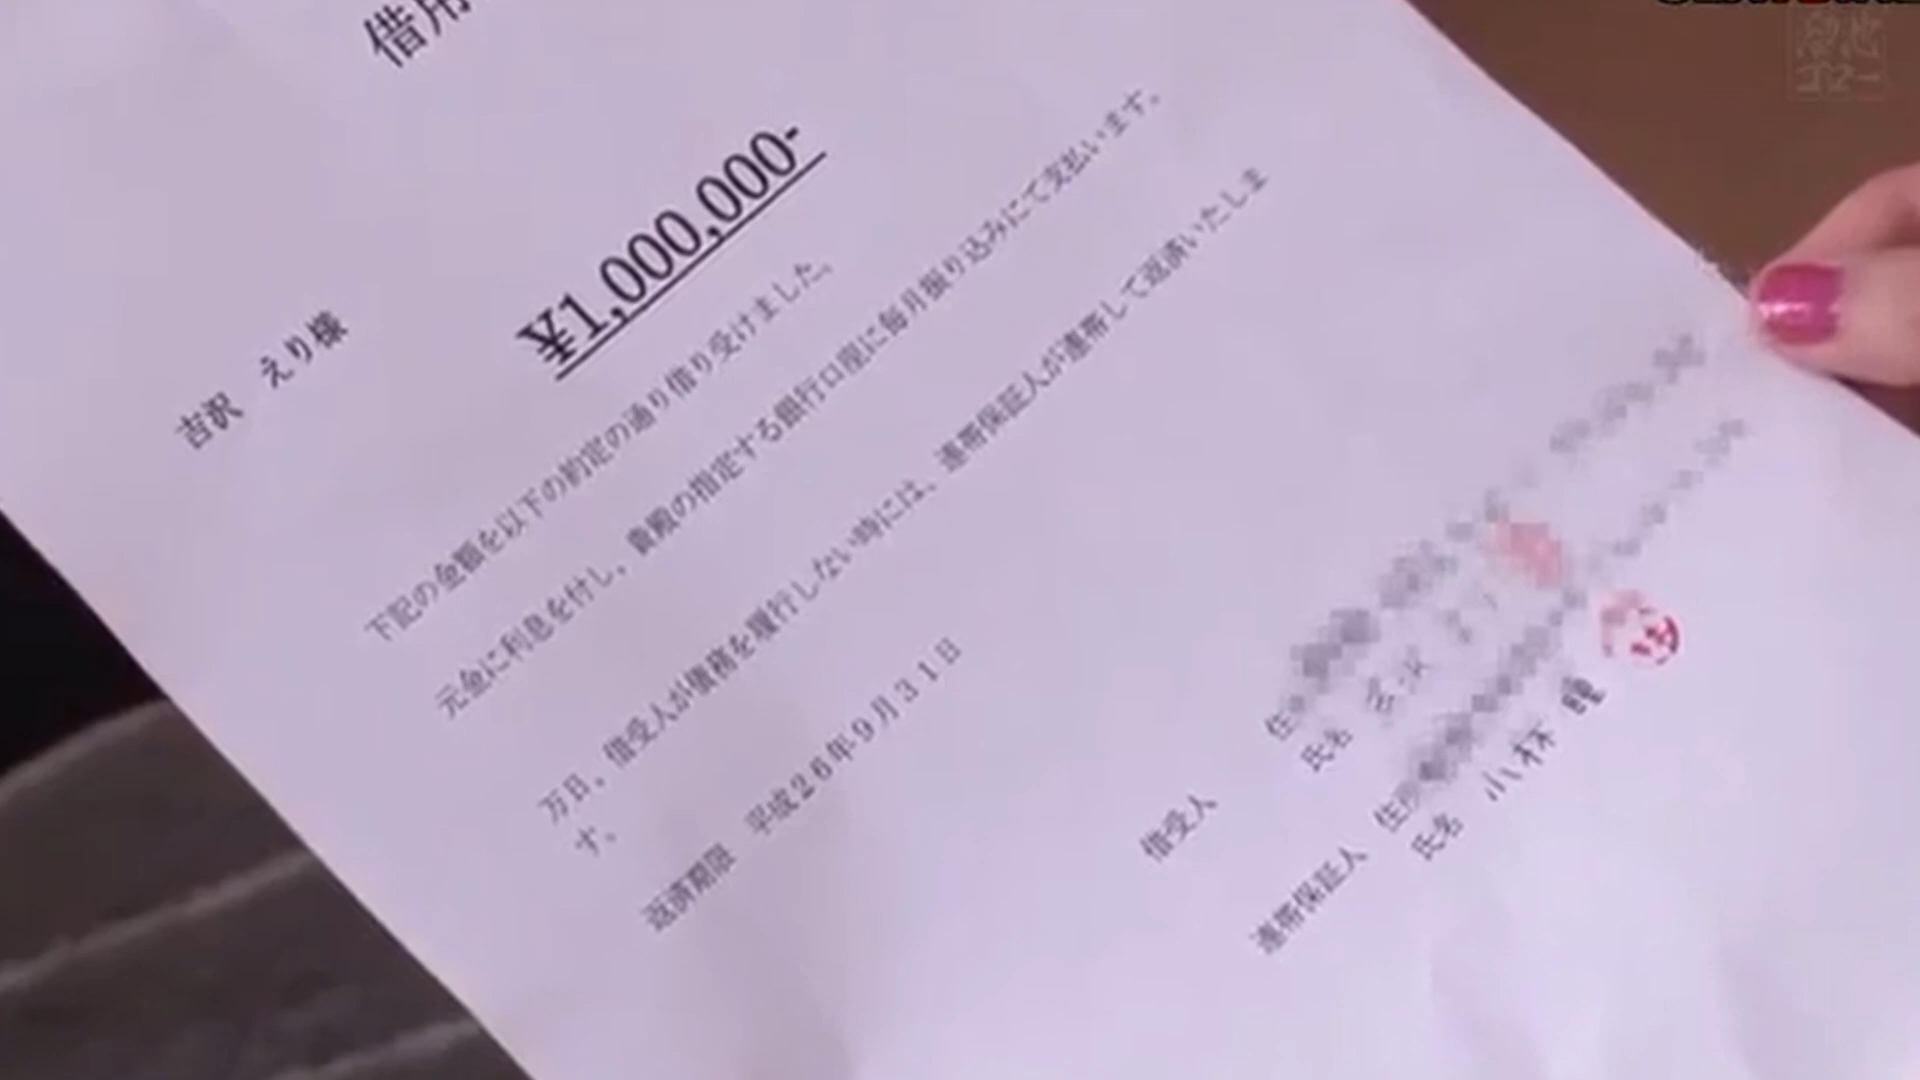 借用
¥1,000,000-
吉沢 えり様
下記の金額を以下の約定の通り借り受けました。
元金に利息を付し、貴殿の指定する銀行口座に毎月振り込みにて支払います。
万日、借受人が債務を履行しない時には、連帯保証人が連帯して返済いたしま
す。
返済期限 平成26年9月31日
借受人
住
氏名
連帯保証人
住所
氏名 小林 瞳